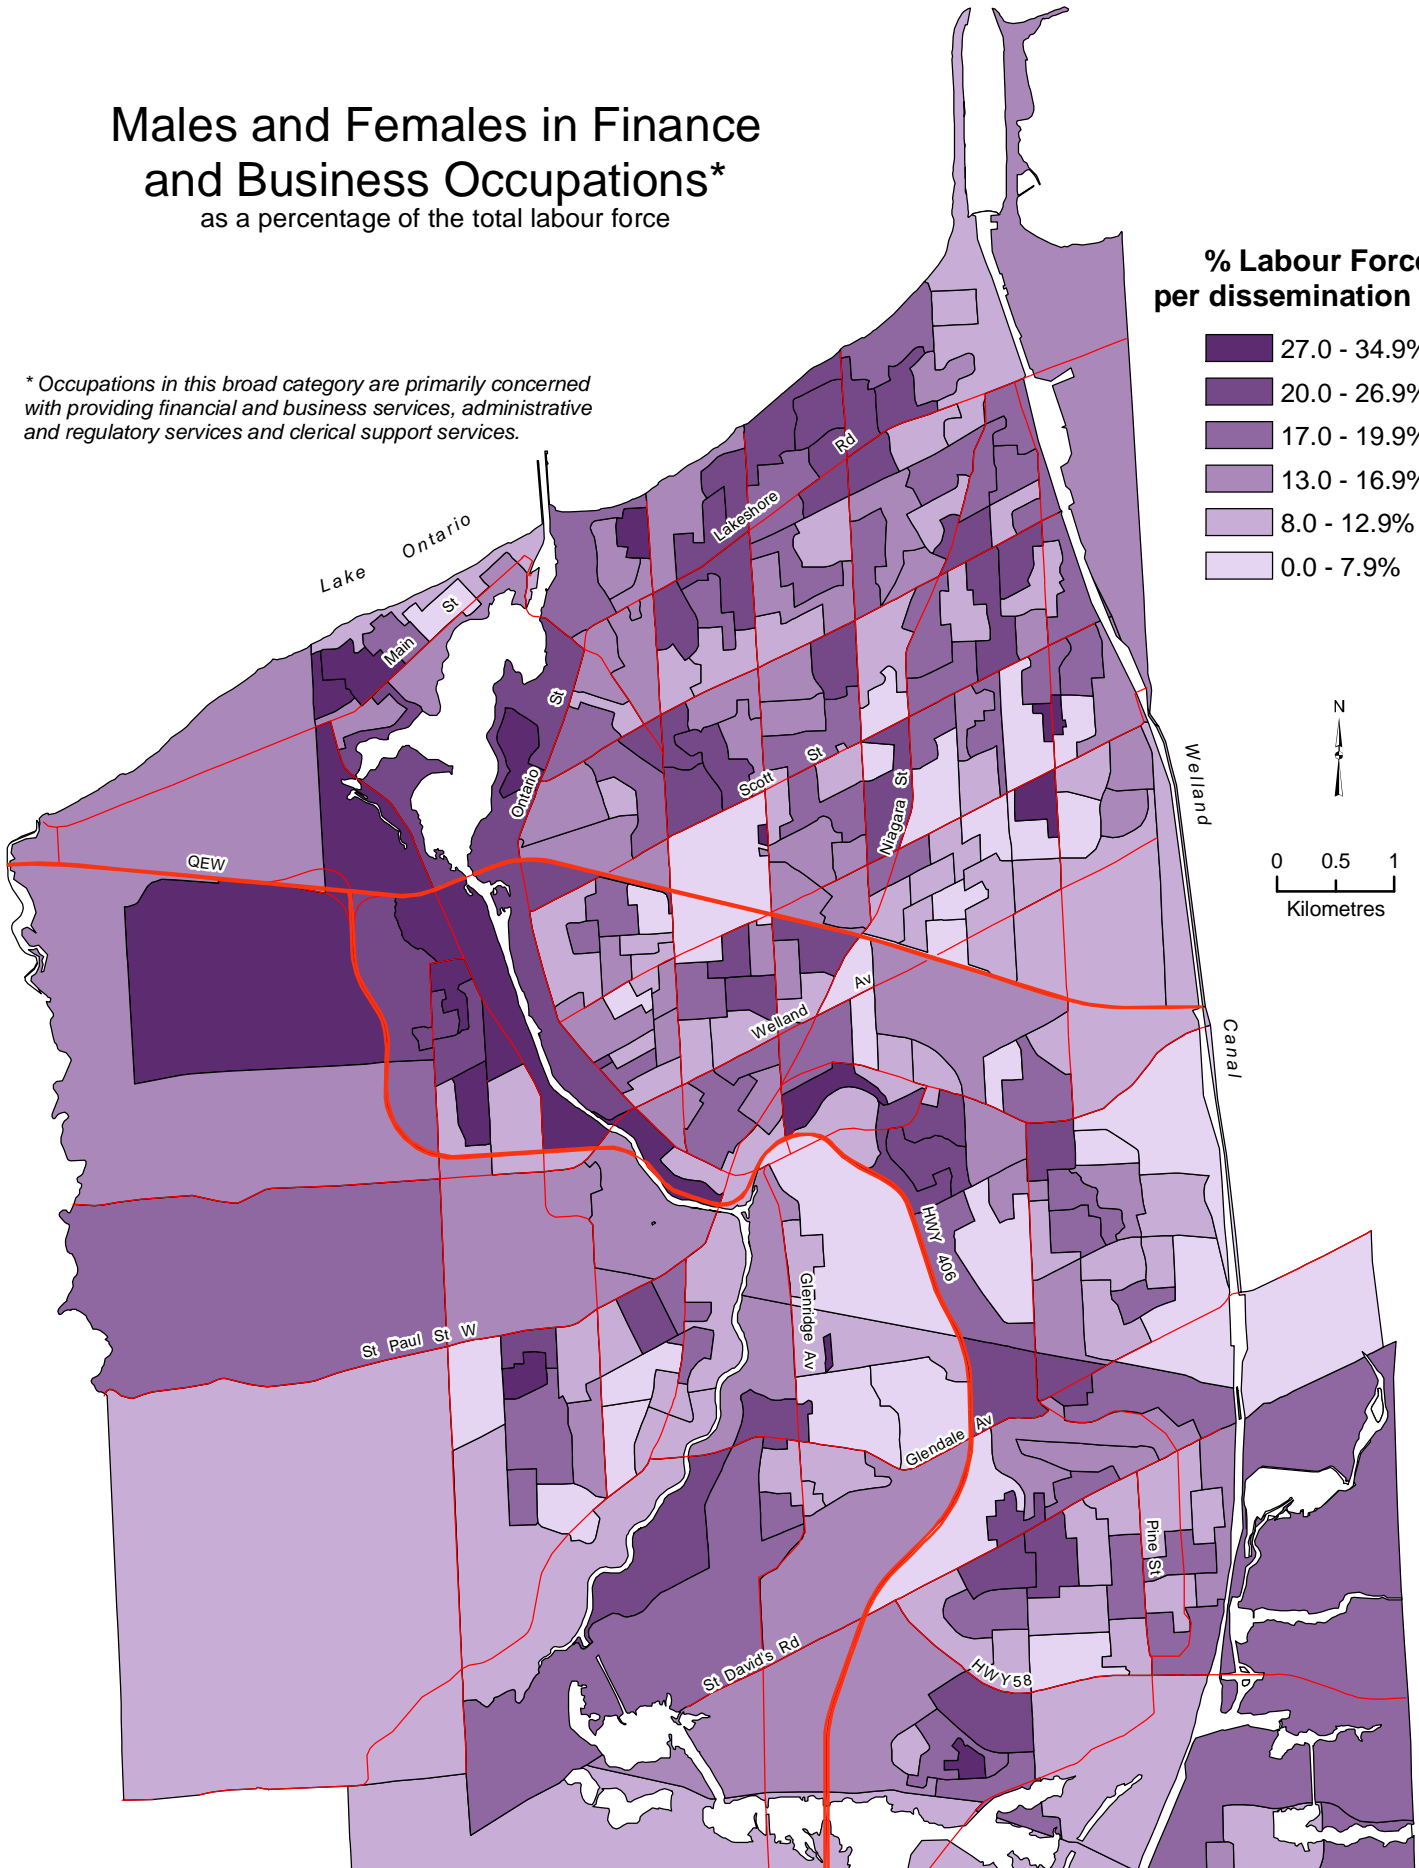 Males and Females in Finance
and Business Occupations*
as a percentage of the total labour force
% Labour Force
per dissemination
27.0 - 34.9%
20.0 - 26.9%
17.0 - 19.9%
13.0 - 16.9%
8.0 - 12.9%
0.0 - 7.9%
* Occupations in this broad category are primarily concerned
with providing financial and business services, administrative
and regulatory services and clerical support services.
Lake Ontario
Lakeshore Rd
Main St
Ontario St
Scott St
Niagara St
N
0 0.5 1
Kilometres
QEW
Welland Canal
Welland Av
HWY 406
Glenridge Av
St Paul St W
Glendale Av
Pine St
St David's Rd
HWY58